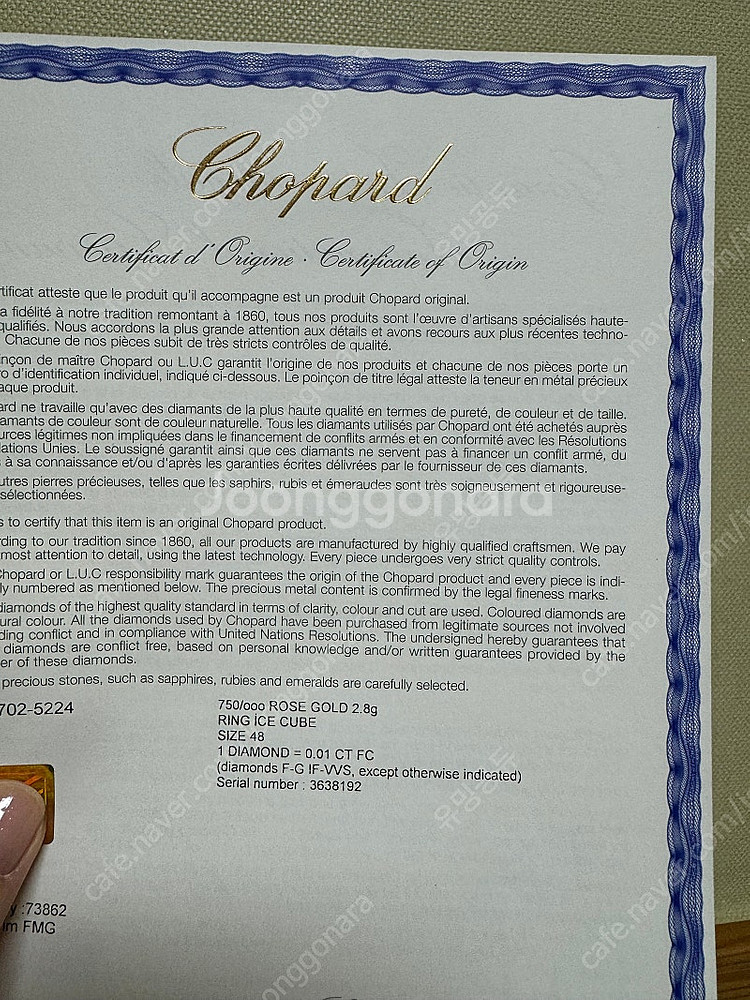 Chopard
Certificat d'Origine · Certificate of Origin
rtificat atteste que le produit qu'il accompagne est un produit Chopard original.
a fidélité à notre tradition remontant à 1860, tous nos produits sont l'œuvre d'artisans spécialisés haute-
qualifiés. Nous accordons la plus grande attention aux détails et avons recours aux plus récentes techno-
Chacune de nos pièces subit de très stricts contrôles de qualité.
inçon de maître Chopard ou L.U.C garantit l'origine de nos produits et chacune de nos pièces porte un
o d'identification individuel, indiqué ci-dessous. Le poinçon de titre légal atteste la teneur en métal précieux
aque produit.
ard ne travaille qu'avec des diamants de la plus haute qualité en termes de pureté, de couleur et de taille.
amants de couleur sont de couleur naturelle. Tous les diamants utilisés par Chopard ont été achetés auprès
urces légitimes non impliquées dans le financement de conflits armés et en conformité avec les Résolutions
ations Unies. Le soussigné garantit ainsi que ces diamants ne servent pas à financer un conflit armé, du
à sa connaissance et/ou d'après les garanties écrites délivrées par le fournisseur de ces diamants.
utres pierres précieuses, telles que les saphirs, rubis et émeraudes sont très soigneusement et rigoureuse-
sélectionnées.
Joonggonara
s to certify that this item is an original Chopard product.
rding to our tradition since 1860, all our products are manufactured by highly qualified craftsmen. We pay
most attention to detail, using the latest technology. Every piece undergoes very strict quality controls.
Chopard or L.U.C responsibility mark guarantees the origin of the Chopard product and every piece is indi-
ly numbered as mentioned below. The precious metal content is confirmed by the legal fineness marks.
diamonds of the highest quality standard in terms of clarity, colour and cut are used. Coloured diamonds are
ural colour. All the diamonds used by Chopard have been purchased from legitimate sources not involved
ding conflict and in compliance with United Nations Resolutions. The undersigned hereby guarantees that
diamonds are conflict free, based on personal knowledge and/or written guarantees provided by the
er of these diamonds.
precious stones, such as sapphires, rubies and emeralds are carefully selected.
702-5224
750/ooo ROSE GOLD 2.8g
RING İCE CUBE
SIZE 48
1 DIAMOND = 0.01 CT FC
(diamonds F-G IF-VVS, except otherwise indicated)
Serial number : 3638192
y :73862
im FMG